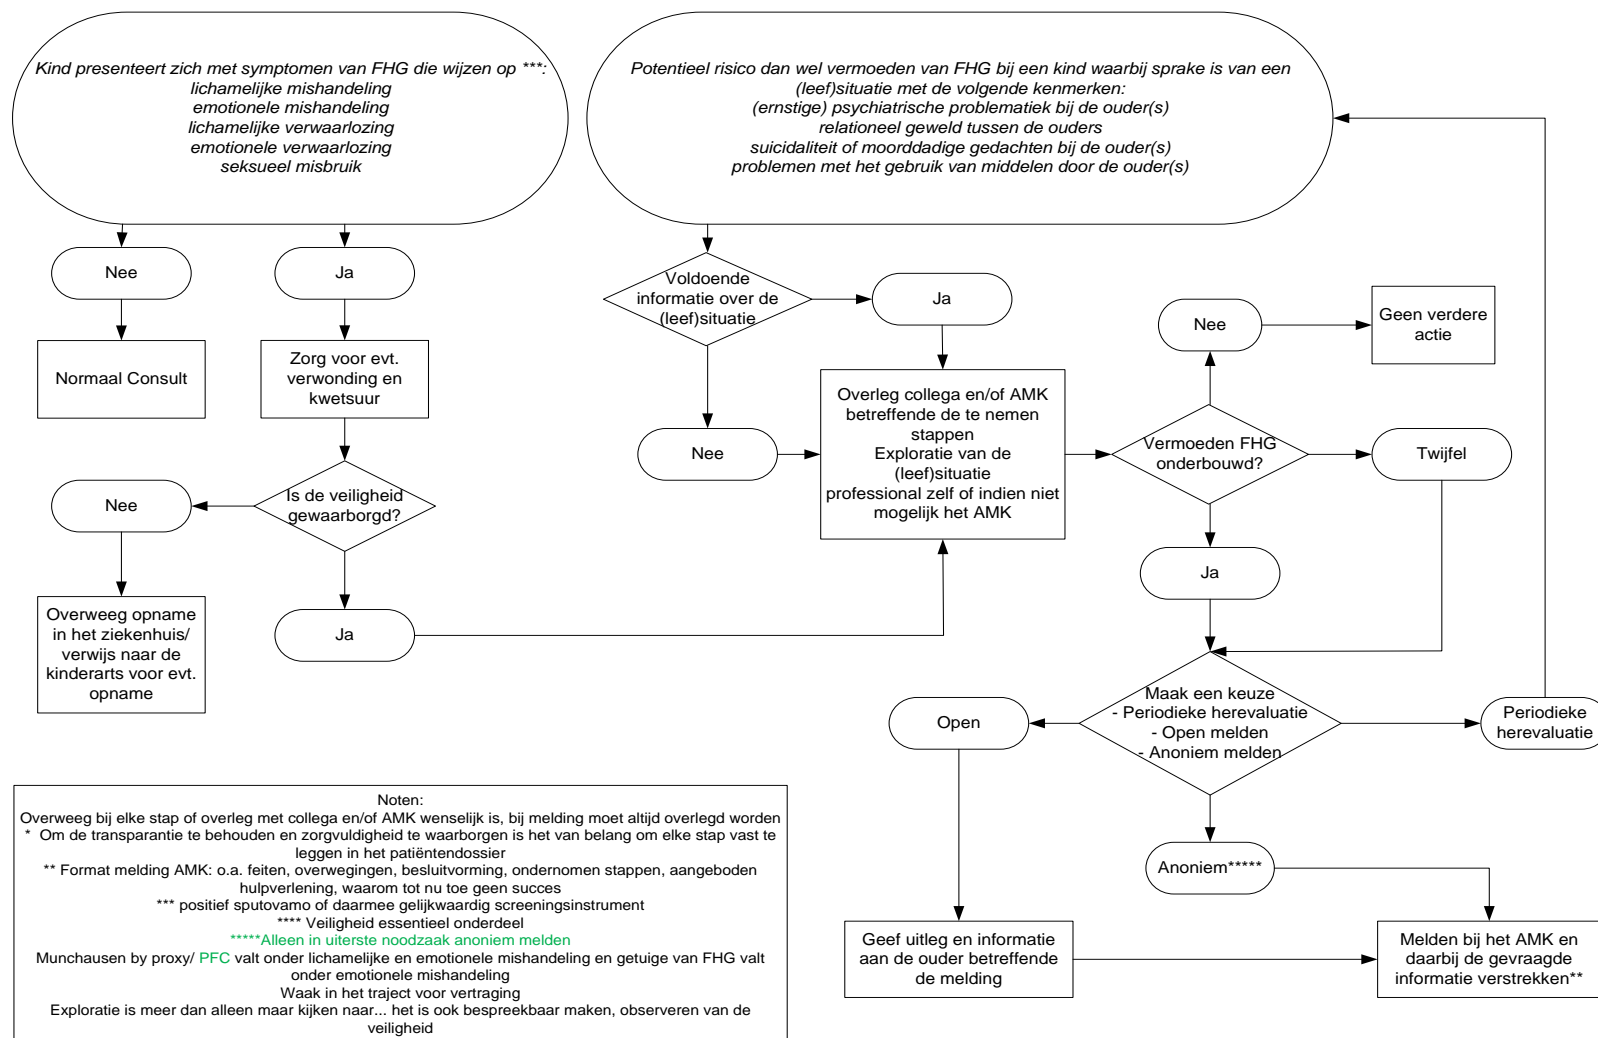 Kind presenteert zich met symptomen van FHG die wijzen op ***:
lichamelijke mishandeling
emotionele mishandeling
lichamelijke verwaarlozing
emotionele verwaarlozing
seksueel misbruik
Potentieel risico dan wel vermoeden van FHG bij een kind waarbij sprake is van een
(leef)situatie met de volgende kenmerken:
(ernstige) psychiatrische problematiek bij de ouder(s)
relationeel geweld tussen de ouders
suicidaliteit of moorddadige gedachten bij de ouder(s)
problemen met het gebruik van middelen door de ouder(s)
Nee
Ja
Voldoende
informatie over de
(leef)situatie
Ja
Nee
Geen verdere
actie
Normaal Consult
Zorg voor evt.
verwonding en
kwetsuur
Nee
Overleg collega en/of AMK
betreffende de te nemen
stappen
Exploratie van de
(leef)situatie
professional zelf of indien niet
mogelijk het AMK
Vermoeden FHG
onderbouwd?
Twijfel
Nee
Is de veiligheid
gewaarborgd?
Ja
Overweeg opname
in het ziekenhuis/
verwijs naar de
kinderarts voor evt.
opname
Ja
Open
Maak een keuze
- Periodieke herevaluatie
- Open melden
- Anoniem melden
Periodieke
herevaluatie
Anoniem*****
Geef uitleg en informatie
aan de ouder betreffende
de melding
Melden bij het AMK en
daarbij de gevraagde
informatie verstrekken**
Noten:
Overweeg bij elke stap of overleg met collega en/of AMK wenselijk is, bij melding moet altijd overlegd worden
* Om de transparantie te behouden en zorgvuldigheid te waarborgen is het van belang om elke stap vast te
leggen in het patiëntendossier
** Format melding AMK: o.a. feiten, overwegingen, besluitvorming, ondernomen stappen, aangeboden
hulpverlening, waarom tot nu toe geen succes
*** positief sputovamo of daarmee gelijkwaardig screeningsinstrument
**** Veiligheid essentieel onderdeel
*****Alleen in uiterste noodzaak anoniem melden
Munchausen by proxy/ PFC valt onder lichamelijke en emotionele mishandeling en getuige van FHG valt
onder emotionele mishandeling
Waak in het traject voor vertraging
Exploratie is meer dan alleen maar kijken naar... het is ook bespreekbaar maken, observeren van de
veiligheid